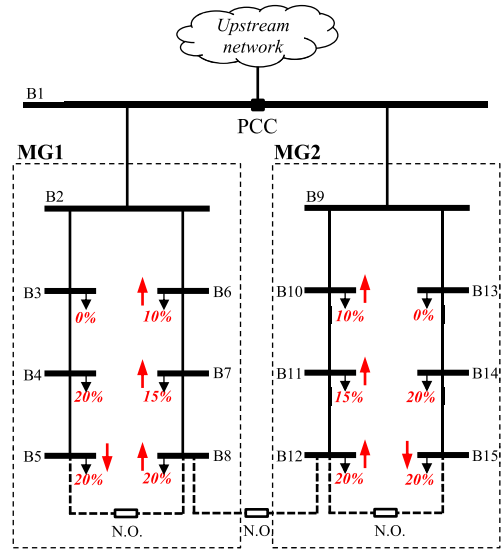 Upstream
network
B1
PCC
MG1
MG2
B2
B9
B3
B6
B10
B13
0%
10%
10%
0%
B4
B7
B11
B14
20%
15%
15%
20%
B5
B8
B12
B15
20%
20%
20%
20%
N.O.
N.O
N.O.